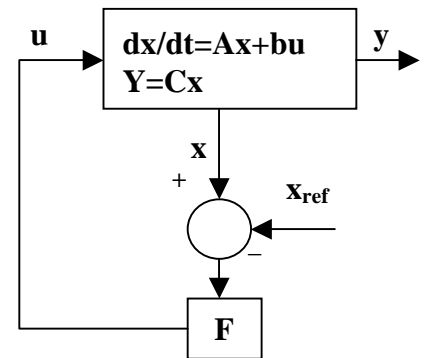 u
dx/dt=Ax+bu
Y=Cx
y
x
+
x_ref
−
F